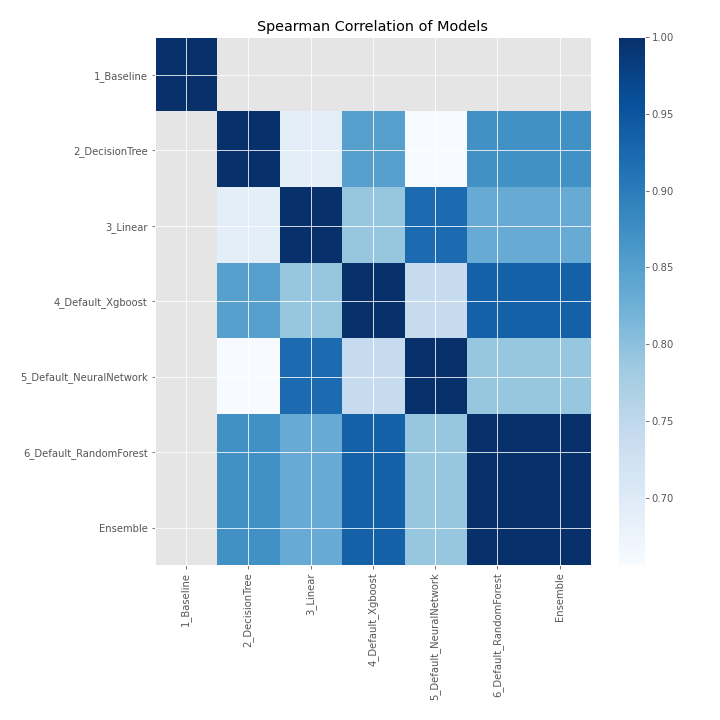 Spearman Correlation of Models
1_Baseline
2_DecisionTree
3_Linear
4_Default_Xgboost
5_Default_NeuralNetwork
6_Default_RandomForest
Ensemble
1_Baseline
2_DecisionTree
3_Linear
4_Default_Xgboost
5_Default_NeuralNetwork
6_Default_RandomForest
Ensemble
1.00
0.95
0.90
0.85
0.80
0.75
0.70